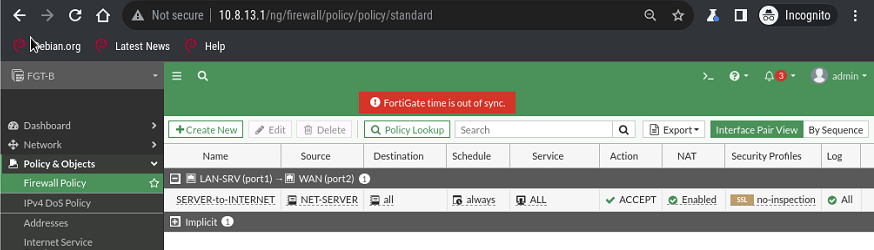 Not secure 10.8.13.1/ng/firewall/policy/policy/standard Incognito
debian.org Latest News Help
FGT-B >_ 3 admin
FortiGate time is out of sync.
Dashboard
Network
Policy & Objects
Firewall Policy
IPv4 DoS Policy
Addresses
Internet Service
+ Create New Edit Delete Policy Lookup Search Export Interface Pair View By Sequence
Name Source Destination Schedule Service Action NAT Security Profiles Log
LAN-SRV (port1) → WAN (port2) 1
SERVER-to-INTERNET NET-SERVER all always ALL ACCEPT Enabled SSL no-inspection All
Implicit 1